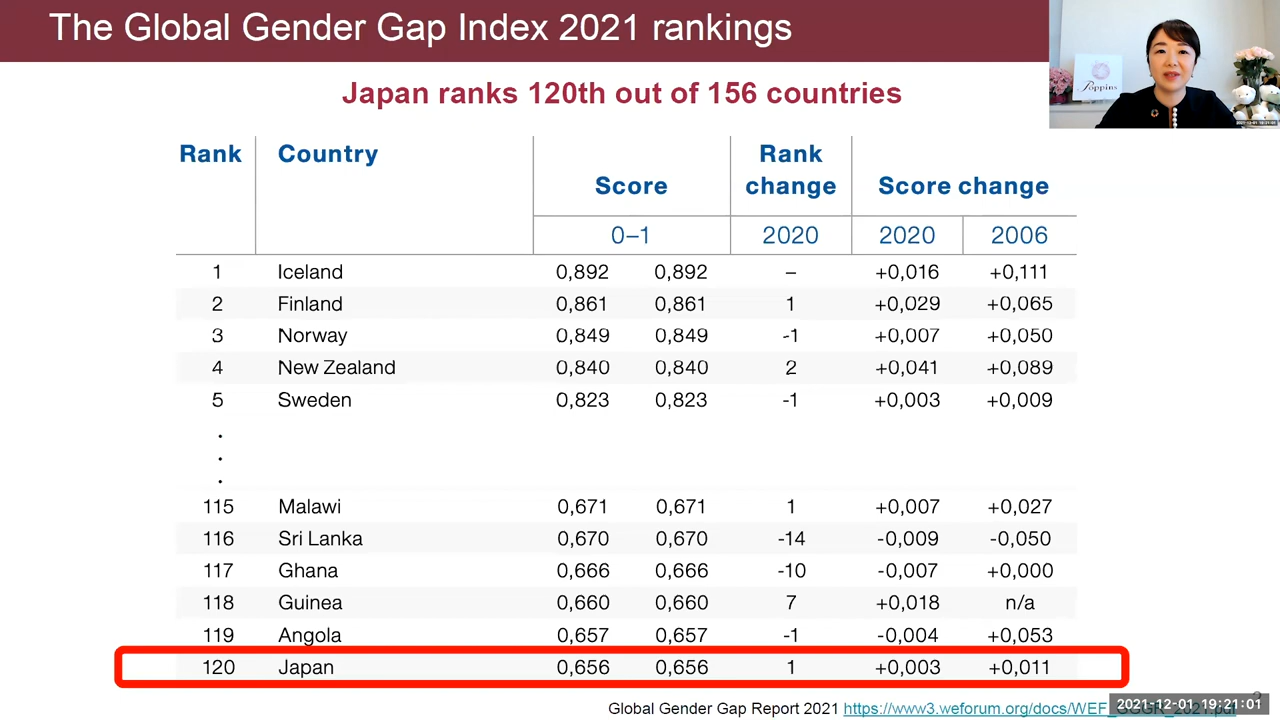 The Global Gender Gap Index 2021 rankings
Poppins
Japan ranks 120th out of 156 countries
Rank Country Score Rank change Score change
0–1 2020 2020 2006
1 Iceland 0,892 0,892 – +0,016 +0,111
2 Finland 0,861 0,861 1 +0,029 +0,065
3 Norway 0,849 0,849 -1 +0,007 +0,050
4 New Zealand 0,840 0,840 2 +0,041 +0,089
5 Sweden 0,823 0,823 -1 +0,003 +0,009
.
.
.
115 Malawi 0,671 0,671 1 +0,007 +0,027
116 Sri Lanka 0,670 0,670 -14 -0,009 -0,050
117 Ghana 0,666 0,666 -10 -0,007 +0,000
118 Guinea 0,660 0,660 7 +0,018 n/a
119 Angola 0,657 0,657 -1 -0,004 +0,053
120 Japan 0,656 0,656 1 +0,003 +0,011
Global Gender Gap Report 2021 https://www3.weforum.org/docs/WEF_GGGR_2021.pdf
2021-12-01 19:21:01